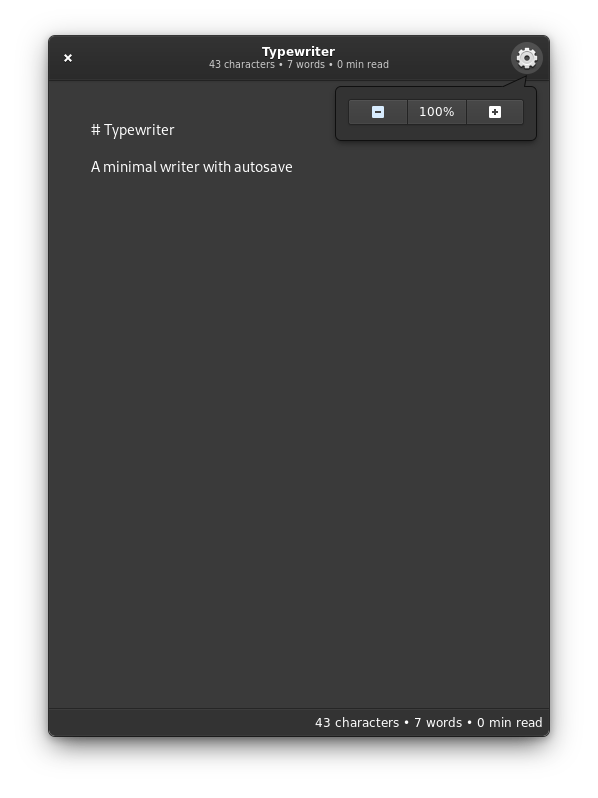 Typewriter
43 characters • 7 words • 0 min read
100%
# Typewriter
A minimal writer with autosave
43 characters • 7 words • 0 min read